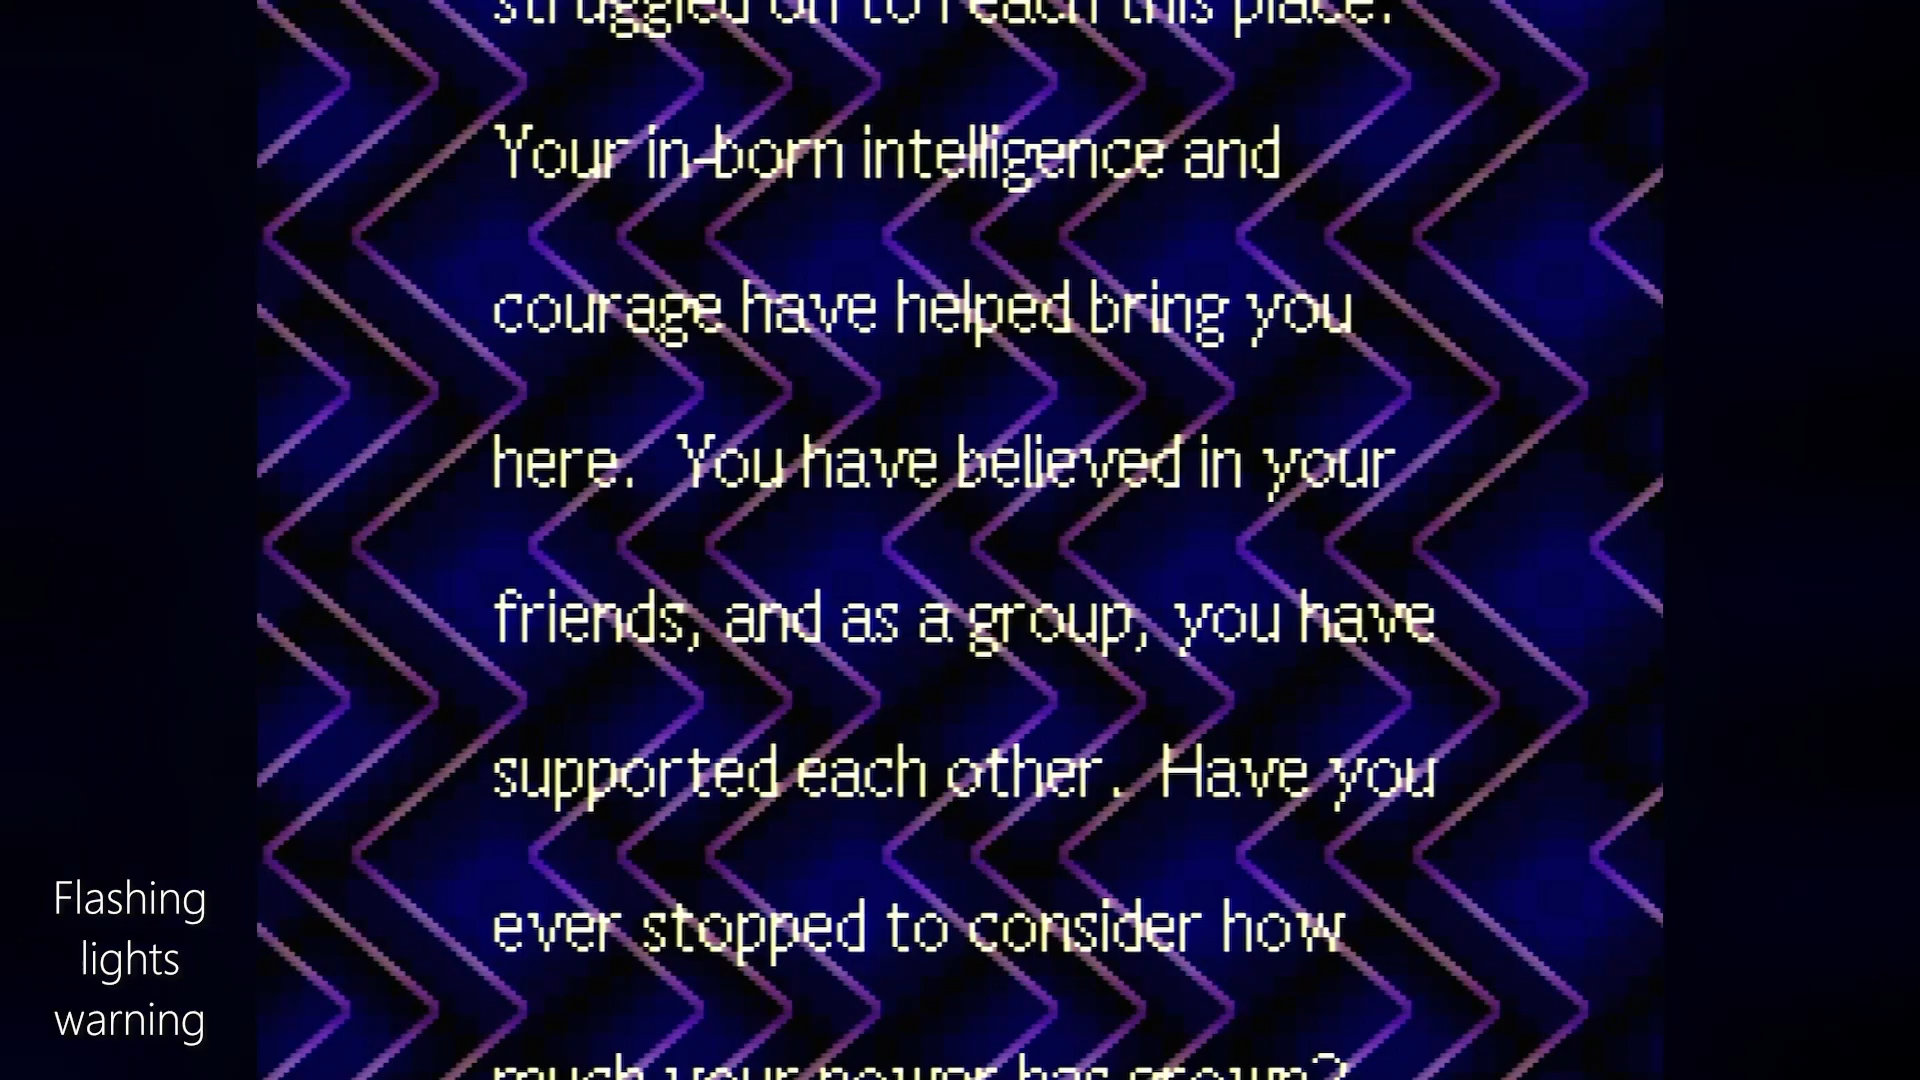 struggled on to reach this place.
Your in-born intelligence and
courage have helped bring you
here.  You have believed in your
friends, and as a group, you have
supported each other.  Have you
ever stopped to consider how
much your power has grown?
Flashing
lights
warning